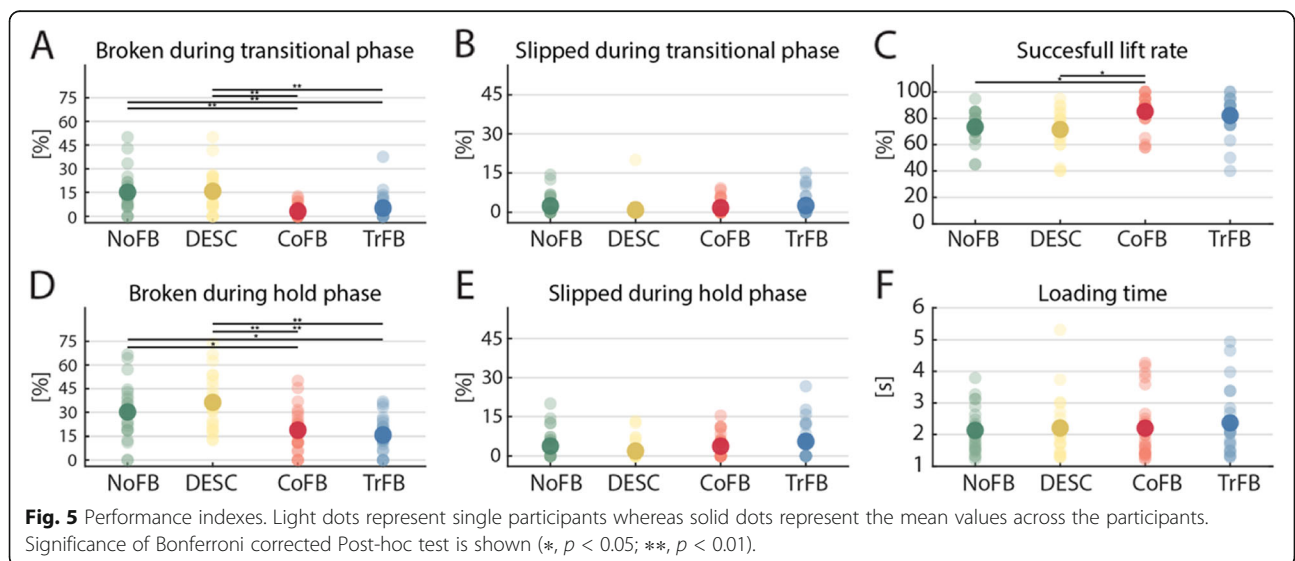 A Broken during transitional phase
[%]
75
60
45
30
15
0
** ** ** **
NoFB DESC CoFB TrFB
B Slipped during transitional phase
[%]
45
30
15
0
NoFB DESC CoFB TrFB
C Succesfull lift rate
[%]
100
80
60
40
20
0
* *
NoFB DESC CoFB TrFB
D Broken during hold phase
[%]
75
60
45
30
15
0
** ** ** * *
NoFB DESC CoFB TrFB
E Slipped during hold phase
[%]
45
30
15
0
NoFB DESC CoFB TrFB
F Loading time
[s]
6
5
4
3
2
1
NoFB DESC CoFB TrFB
Fig. 5 Performance indexes. Light dots represent single participants whereas solid dots represent the mean values across the participants.
Significance of Bonferroni corrected Post-hoc test is shown (*, p < 0.05; **, p < 0.01).